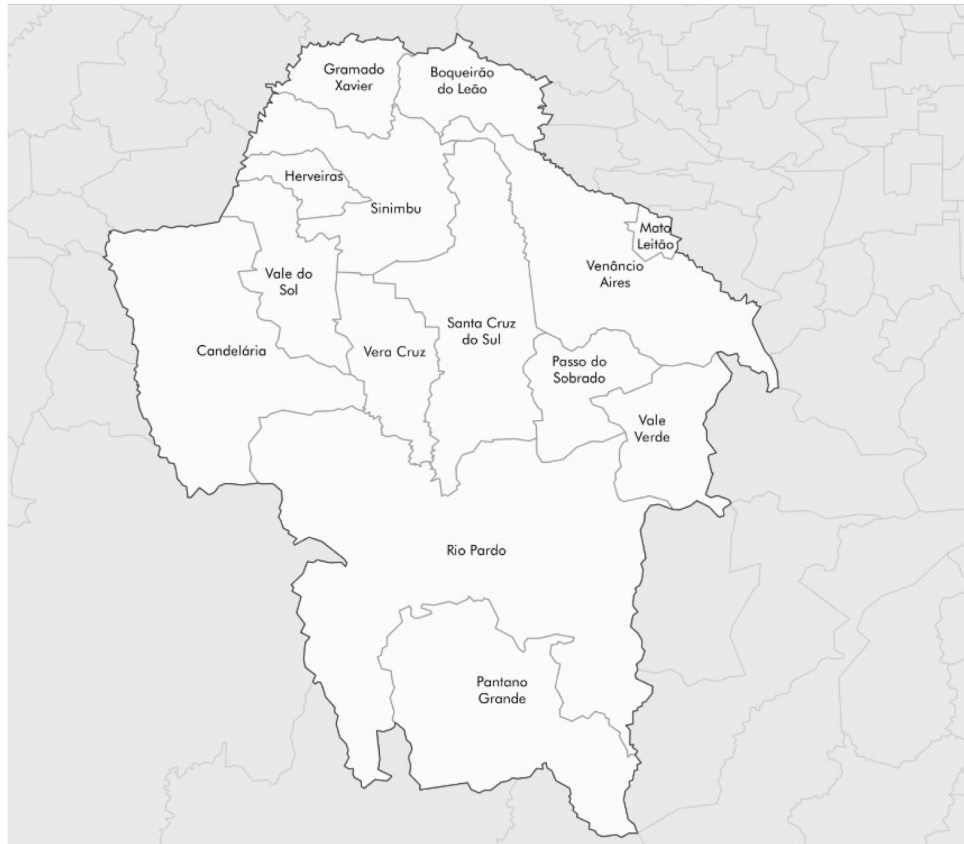 Gramado
Xavier
Boqueirão
do Leão
Herveiras
Sinimbu
Mato
Leitão
Venâncio
Aires
Vale do
Sol
Santa Cruz
do Sul
Candelária
Vera Cruz
Passo do
Sobrado
Vale
Verde
Rio Pardo
Pantano
Grande